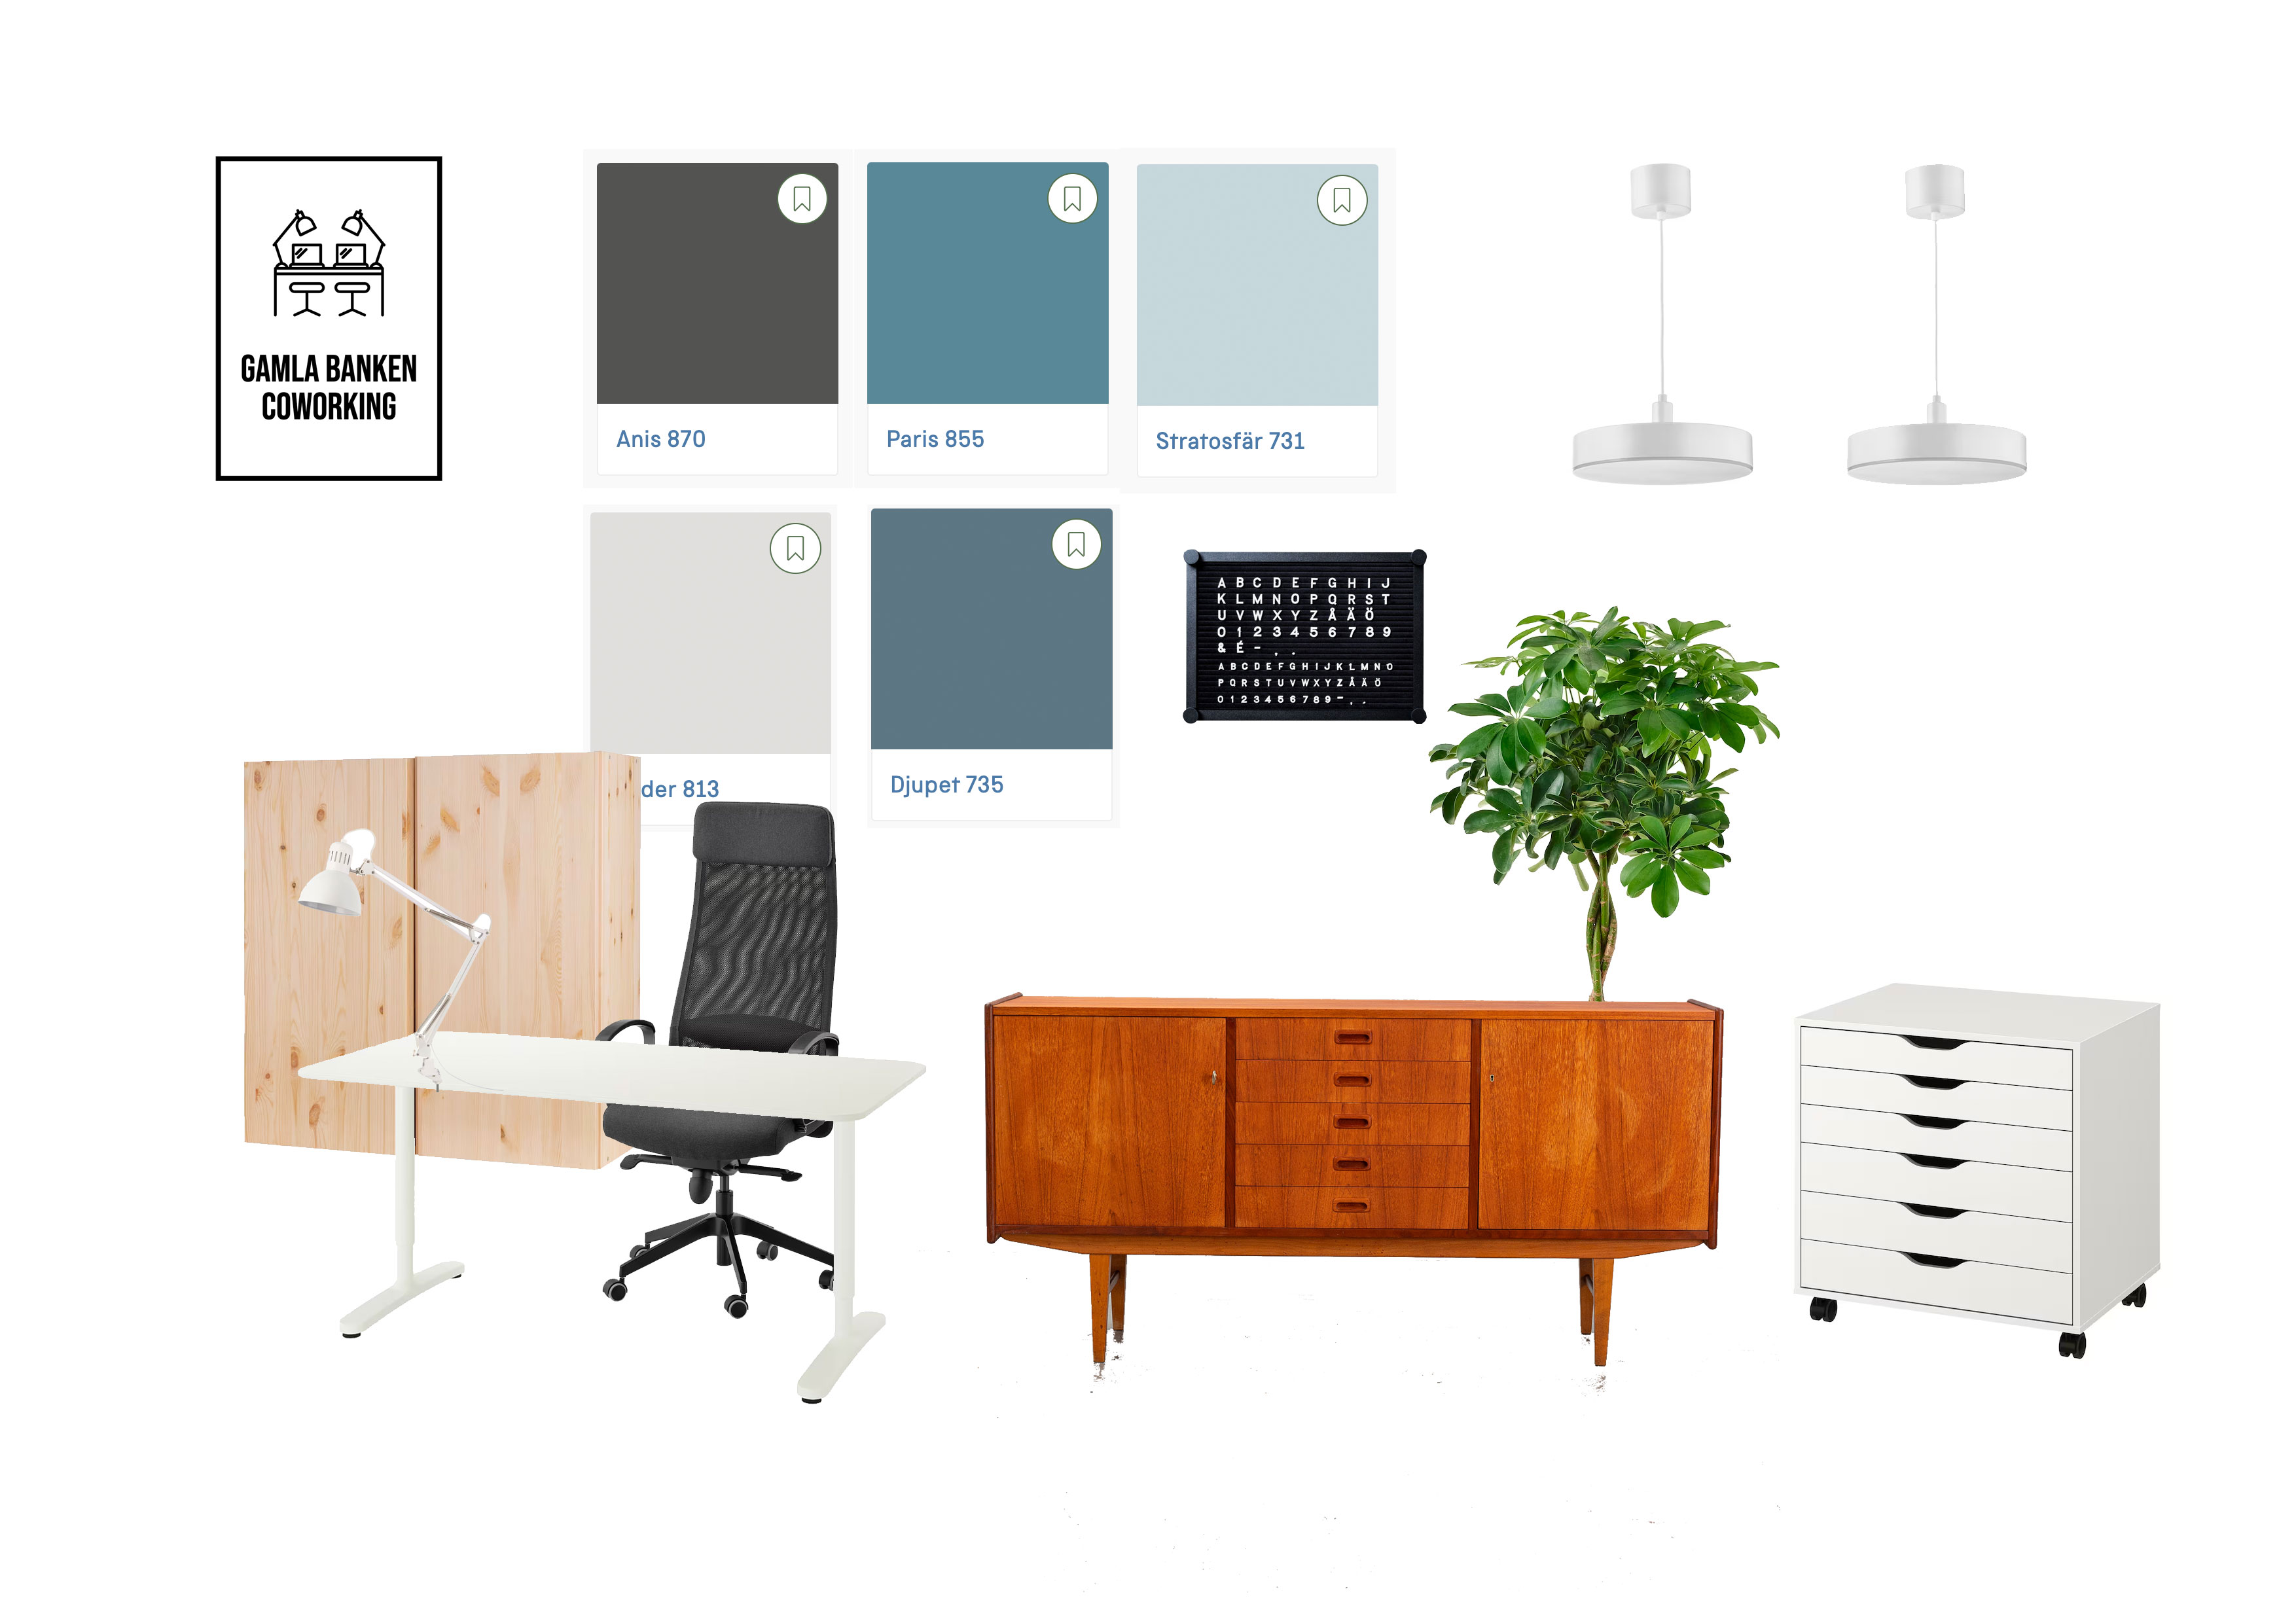 GAMLA BANKEN
COWORKING
Anis 870
Paris 855
Stratosfär 731
der 813
Djupet 735
A B C D E F G H I J
K L M N O P Q R S T
U V W X Y Z Å Ä Ö
0 1 2 3 4 5 6 7 8 9
& É - , .
A B C D E F G H I J K L M N O
P Q R S T U V W X Y Z Å Ä Ö
0 1 2 3 4 5 6 7 8 9 - , .